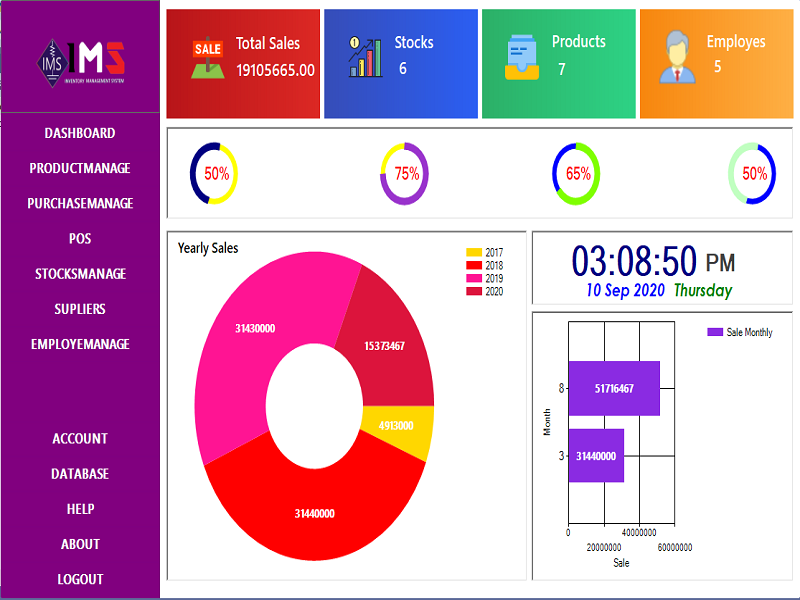 IMS
IMS
INVENTORY MANAGEMENT SYSTEM
DASHBOARD
PRODUCTMANAGE
PURCHASEMANAGE
POS
STOCKSMANAGE
SUPLIERS
EMPLOYEMANAGE
ACCOUNT
DATABASE
HELP
ABOUT
LOGOUT
SALE
Total Sales
19105665.00
Stocks
6
Products
7
Employes
5
50%
75%
65%
50%
Yearly Sales
2017
2018
2019
2020
31430000
15373467
4913000
31440000
03:08:50 PM
10 Sep 2020 Thursday
Sale Monthly
Month
8
51716467
3
31440000
0
40000000
20000000
60000000
Sale